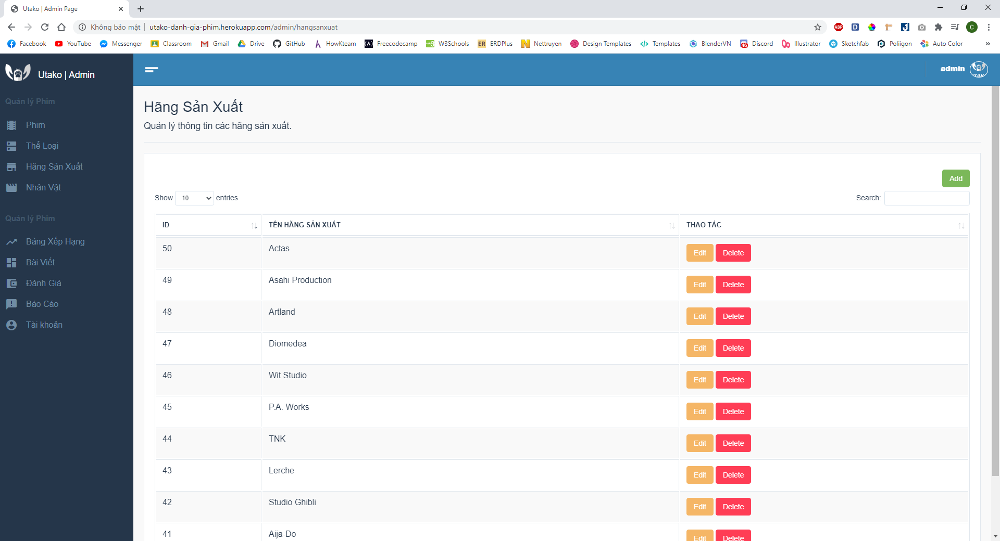 Utako | Admin Page
Không bảo mật utako-danh-gia-phim.herokuapp.com/admin/hangsanxuat
ABP D C
Facebook YouTube Messenger Classroom Gmail Drive GitHub HowKteam Freecodecamp W3Schools ERDPlus Nettruyen Design Templates Templates BlenderVN Discord Illustrator Sketchfab Poliigon Auto Color »
Utako | Admin
admin
Quản lý Phim
Phim
Thể Loại
Hãng Sản Xuất
Nhân Vật
Quản lý Phim
Bảng Xếp Hạng
Bài Viết
Đánh Giá
Báo Cáo
Tài khoản
Hãng Sản Xuất
Quản lý thông tin các hãng sản xuất.
Add
Show 10 entries Search:
ID TÊN HÃNG SẢN XUẤT THAO TÁC
50 Actas Edit Delete
49 Asahi Production Edit Delete
48 Artland Edit Delete
47 Diomedea Edit Delete
46 Wit Studio Edit Delete
45 P.A. Works Edit Delete
44 TNK Edit Delete
43 Lerche Edit Delete
42 Studio Ghibli Edit Delete
41 Aija-Do Edit Delete